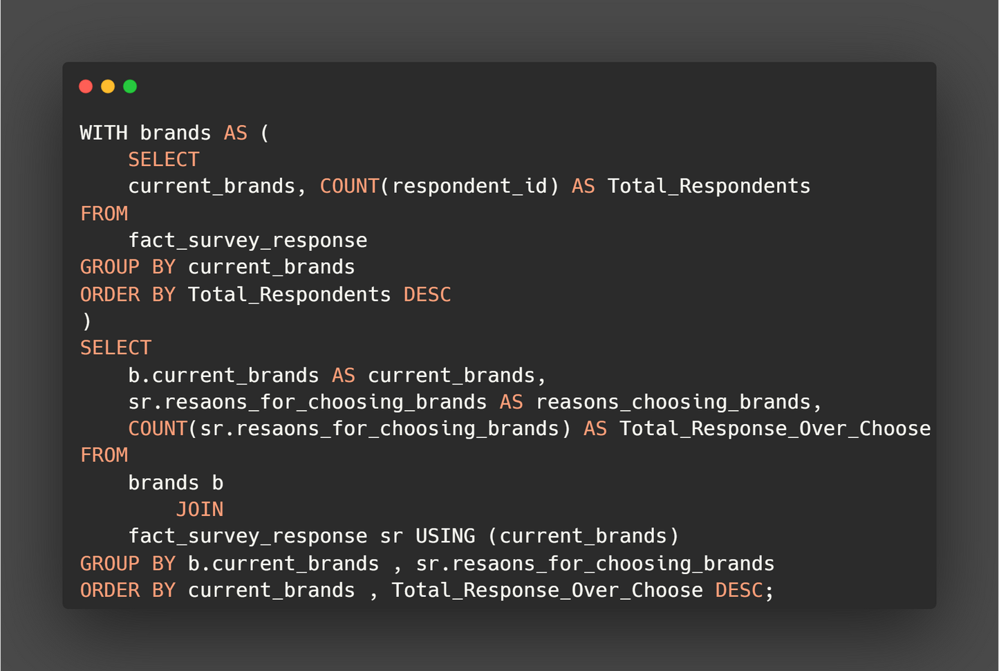 WITH brands AS (
    SELECT
    current_brands, COUNT(respondent_id) AS Total_Respondents
FROM
    fact_survey_response
GROUP BY current_brands
ORDER BY Total_Respondents DESC
)
SELECT
    b.current_brands AS current_brands,
    sr.resaons_for_choosing_brands AS reasons_choosing_brands,
    COUNT(sr.resaons_for_choosing_brands) AS Total_Response_Over_Choose
FROM
    brands b
        JOIN
    fact_survey_response sr USING (current_brands)
GROUP BY b.current_brands , sr.resaons_for_choosing_brands
ORDER BY current_brands , Total_Response_Over_Choose DESC;